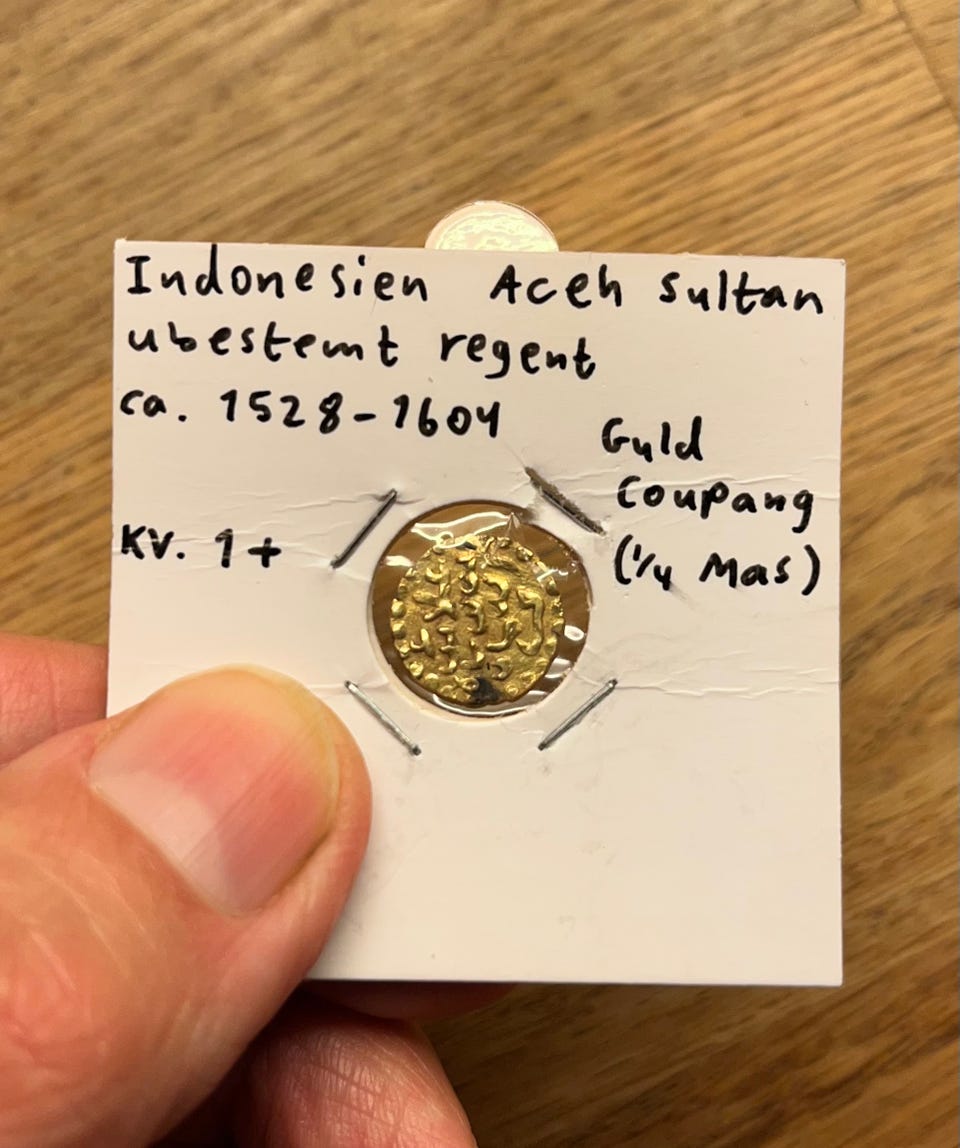 Indonesien Aceh Sultan
ubestemt regent
ca. 1528-1604
Guld
Coupang
(1/4 Mas)
KV. 1+